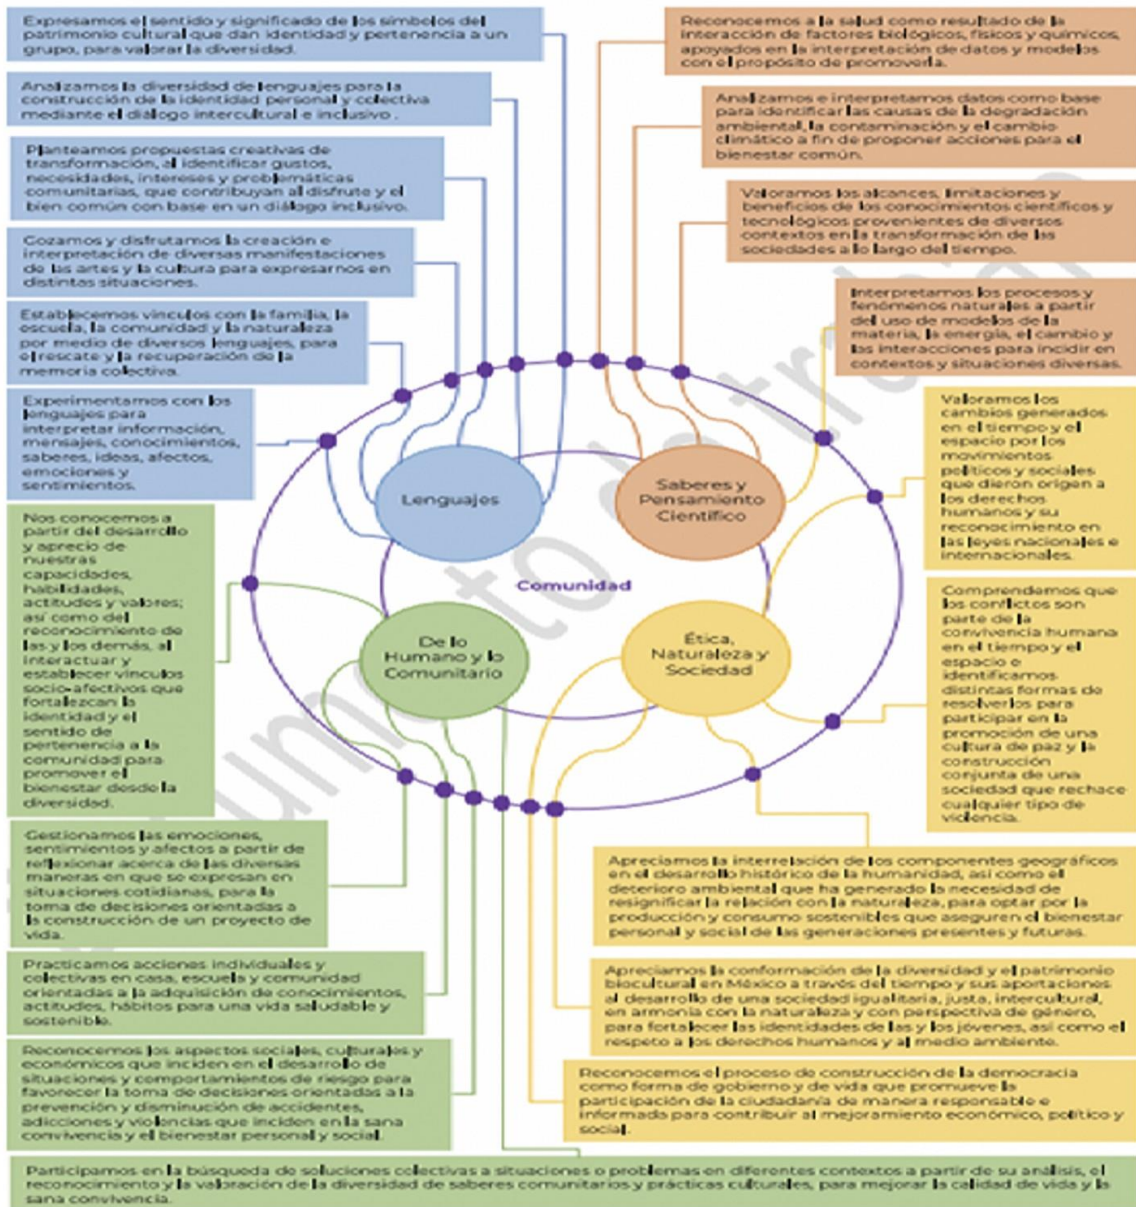 Expresamos el sentido y significado de los símbolos del
patrimonio cultural que dan identidad y pertenencia a un
grupo, para valorar la diversidad.
Analizamos la diversidad de lenguajes para la
construcción de la identidad personal y colectiva
mediante el diálogo intercultural e inclusivo .
Planteamos propuestas creativas de
transformación, al identificar gustos,
necesidades, intereses y problemáticas
comunitarias, que contribuyan al disfrute y el
bien común con base en un diálogo inclusivo.
Gozamos y disfrutamos la creación e
interpretación de diversas manifestaciones
de las artes y la cultura para expresarnos en
distintas situaciones.
Establecemos vínculos con la familia, la
escuela, la comunidad y la naturaleza
por medio de diversos lenguajes, para
el rescate y la recuperación de la
memoria colectiva.
Experimentamos con los
lenguajes para
interpretar información,
mensajes, conocimientos,
saberes, ideas, afectos,
emociones y
sentimientos.
Reconocemos a la salud como resultado de la
interacción de factores biológicos, físicos y químicos,
apoyados en la interpretación de datos y modelos
con el propósito de promoverla.
Analizamos e interpretamos datos como base
para identificar las causas de la degradación
ambiental, la contaminación y el cambio
climático a fin de proponer acciones para el
bienestar común.
Valoramos los alcances, limitaciones y
beneficios de los conocimientos científicos y
tecnológicos provenientes de diversos
contextos en la transformación de las
sociedades a lo largo del tiempo.
Interpretamos los procesos y
fenómenos naturales a partir
del uso de modelos de la
materia, la energía, el cambio y
las interacciones para incidir en
contextos y situaciones diversas.
Lenguajes
Saberes y
Pensamiento
Científico
Comunidad
De lo
Humano y lo
Comunitario
Ética,
Naturaleza y
Sociedad
Valoramos los
cambios generados
en el tiempo y el
espacio por los
movimientos
políticos y sociales
que dieron origen a
los derechos
humanos y su
reconocimiento en
las leyes nacionales e
internacionales.
Comprendemos que
los conflictos son
parte de la
convivencia humana
en el tiempo y el
espacio e
identificamos
distintas formas de
resolverlos para
participar en la
promoción de una
cultura de paz y la
construcción
conjunta de una
sociedad que rechace
cualquier tipo de
violencia.
Nos conocemos a
partir del desarrollo
y aprecio de
nuestras
capacidades,
habilidades,
actitudes y valores;
así como del
reconocimiento de
las y los demás, al
interactuar y
establecer vínculos
socio-afectivos que
fortalezcan la
identidad y el
sentido de
pertenencia a la
comunidad para
promover el
bienestar desde la
diversidad.
Gestionamos las emociones,
sentimientos y afectos a partir de
reflexionar acerca de las diversas
maneras en que se expresan en
situaciones cotidianas, para la
toma de decisiones orientadas a
la construcción de un proyecto de
vida.
Practicamos acciones individuales y
colectivas en casa, escuela y comunidad
orientadas a la adquisición de conocimientos,
actitudes, hábitos para una vida saludable y
sostenible.
Reconocemos los aspectos sociales, culturales y
económicos que inciden en el desarrollo de
situaciones y comportamientos de riesgo para
favorecer la toma de decisiones orientadas a la
prevención y disminución de accidentes,
adicciones y violencias que inciden en la sana
convivencia y el bienestar personal y social.
Apreciamos la interrelación de los componentes geográficos
en el desarrollo histórico de la humanidad, así como el
deterioro ambiental que ha generado la necesidad de
resignificar la relación con la naturaleza, para optar por la
producción y consumo sostenibles que aseguren el bienestar
personal y social de las generaciones presentes y futuras.
Apreciamos la conformación de la diversidad y el patrimonio
biocultural en México a través del tiempo y sus aportaciones
al desarrollo de una sociedad igualitaria, justa, intercultural,
en armonía con la naturaleza y con perspectiva de género,
para fortalecer las identidades de las y los jóvenes, así como el
respeto a los derechos humanos y al medio ambiente.
Reconocemos el proceso de construcción de la democracia
como forma de gobierno y de vida que promueve la
participación de la ciudadanía de manera responsable e
informada para contribuir al mejoramiento económico, político y
social.
Participamos en la búsqueda de soluciones colectivas a situaciones o problemas en diferentes contextos a partir de su análisis, el
reconocimiento y la valoración de la diversidad de saberes comunitarios y prácticas culturales, para mejorar la calidad de vida y la
sana convivencia.